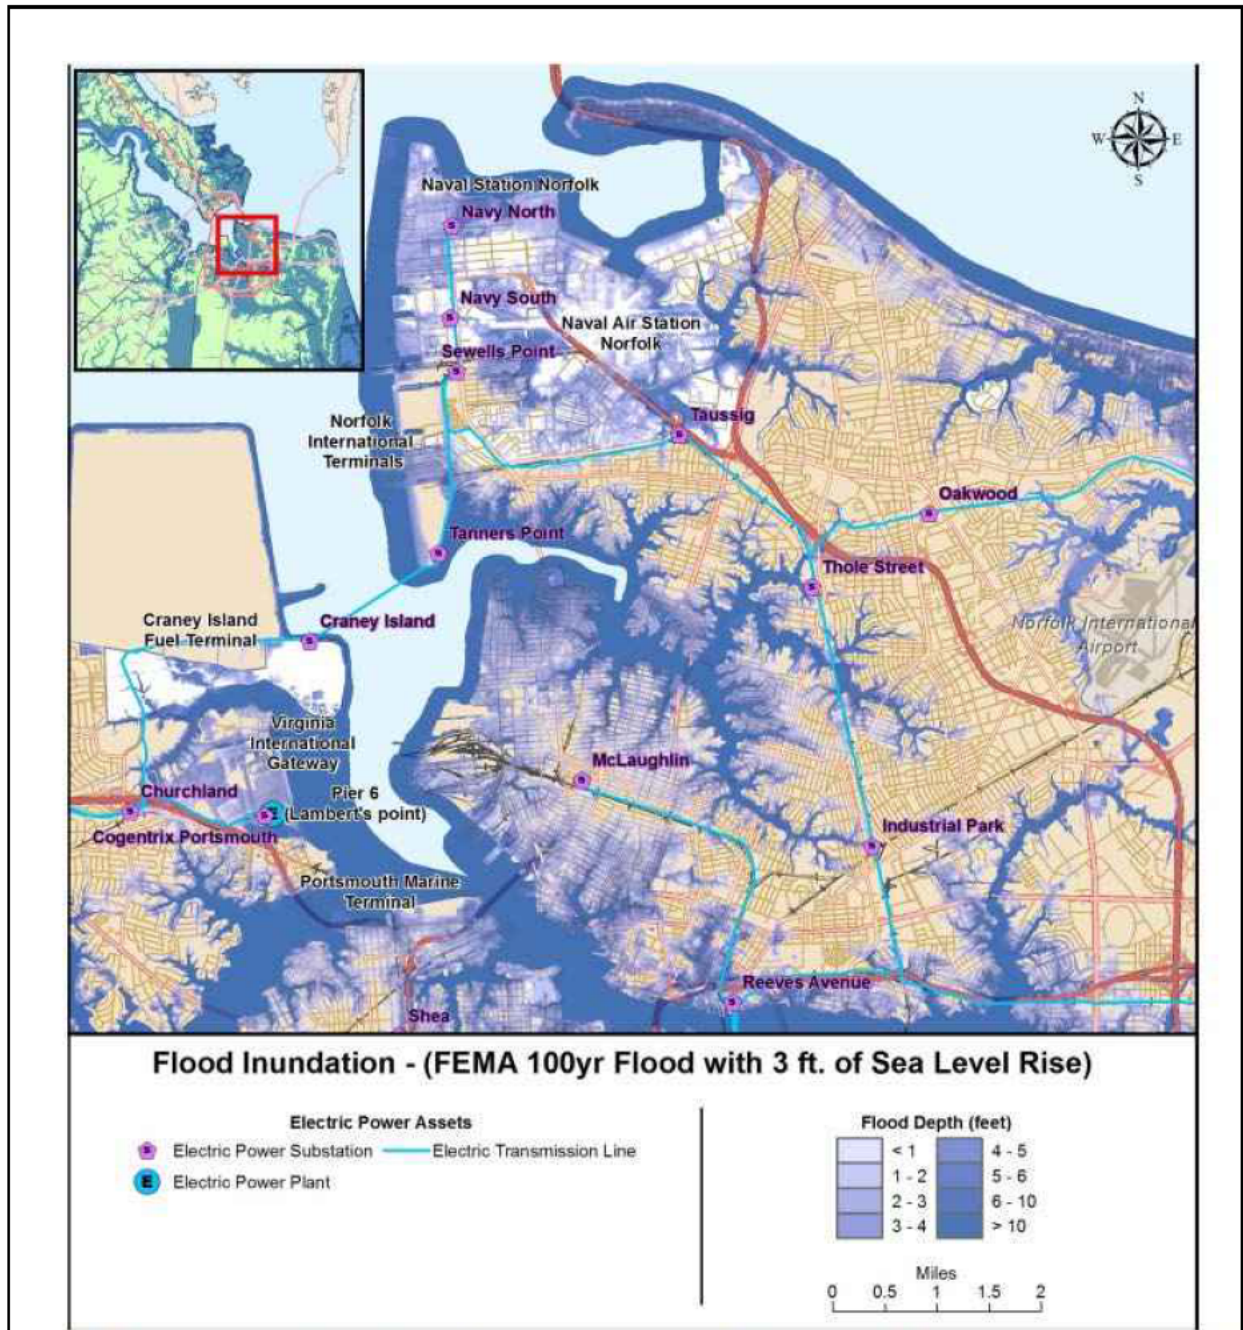 N
W
E
S
Naval Station Norfolk
Navy North
Navy South
Naval Air Station
Norfolk
Sewells Point
Norfolk
International
Terminals
Taussig
Oakwood
Tanners Point
Thole Street
Craney Island
Craney Island
Fuel Terminal
Norfolk International
Airport
Virginia
International
Gateway
McLaughlin
Churchland
Pier 6
(Lambert's point)
Cogentrix Portsmouth
Industrial Park
Portsmouth Marine
Terminal
Reeves Avenue
Shea
Flood Inundation - (FEMA 100yr Flood with 3 ft. of Sea Level Rise)
Electric Power Assets
S Electric Power Substation
Electric Transmission Line
E Electric Power Plant
Flood Depth (feet)
< 1
1 - 2
2 - 3
3 - 4
4 - 5
5 - 6
6 - 10
> 10
Miles
0 0.5 1 1.5 2